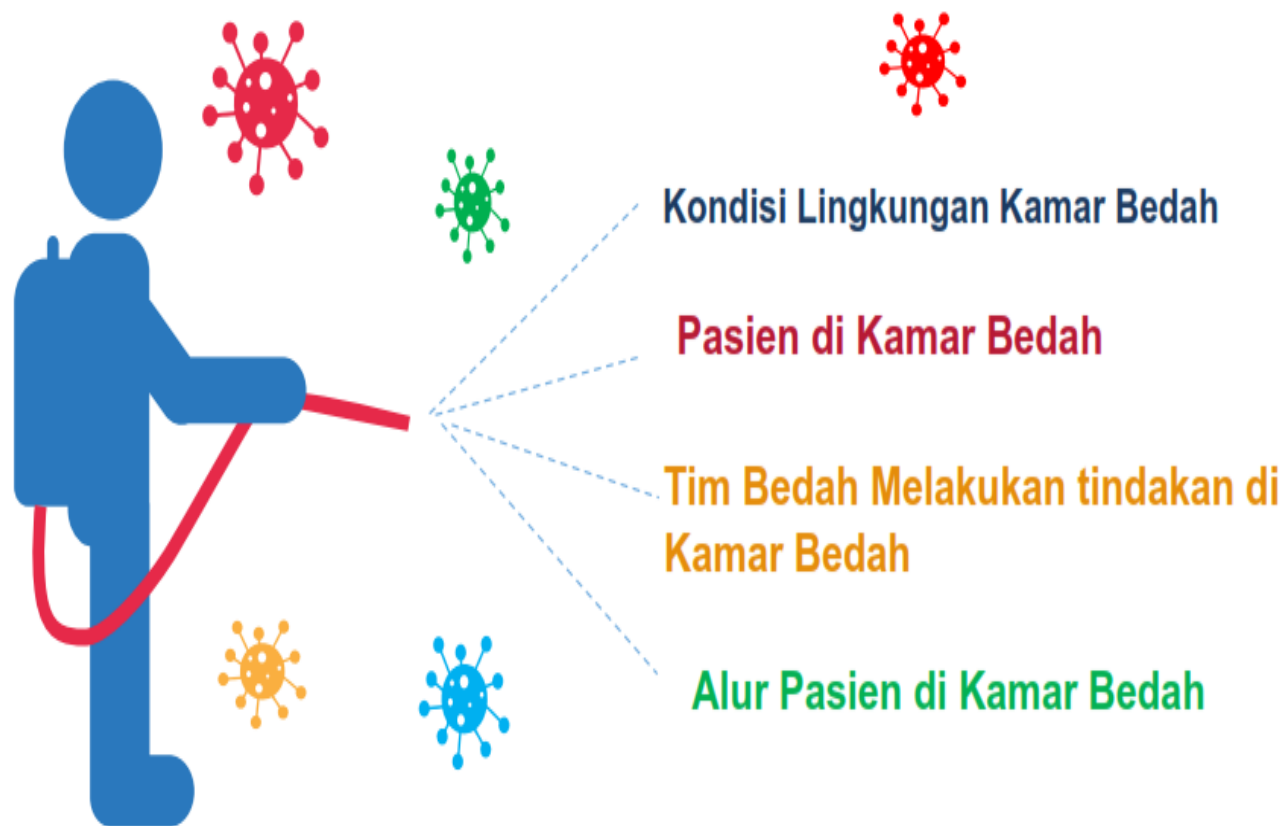 Kondisi Lingkungan Kamar Bedah
Pasien di Kamar Bedah
Tim Bedah Melakukan tindakan di
Kamar Bedah
Alur Pasien di Kamar Bedah